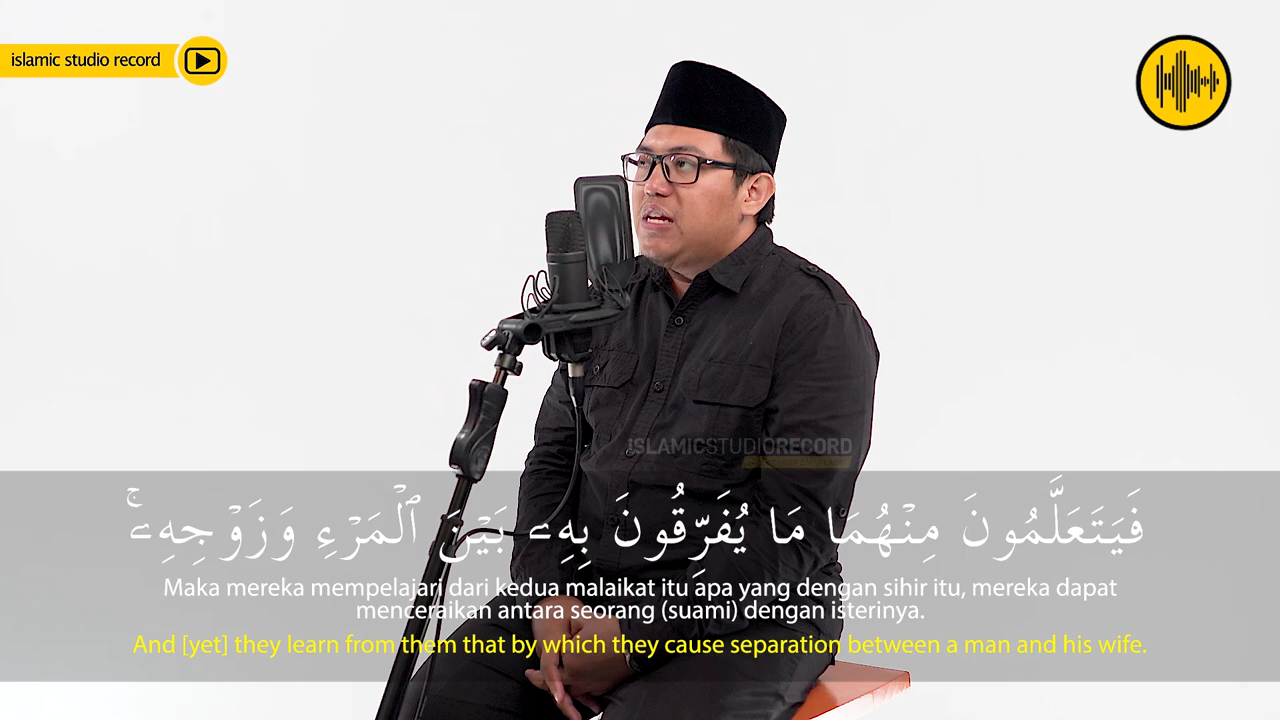 islamic studio record
ISLAMICSTUDIORECORD
فَيَتَعَلَّمُونَ مِنْهُمَا مَا يُفَرِّقُونَ بِهِۦ بَيْنَ ٱلْمَرْءِ وَزَوْجِهِۦۚ
Maka mereka mempelajari dari kedua malaikat itu apa yang dengan sihir itu, mereka dapat
menceraikan antara seorang (suami) dengan isterinya.
And [yet] they learn from them that by which they cause separation between a man and his wife.